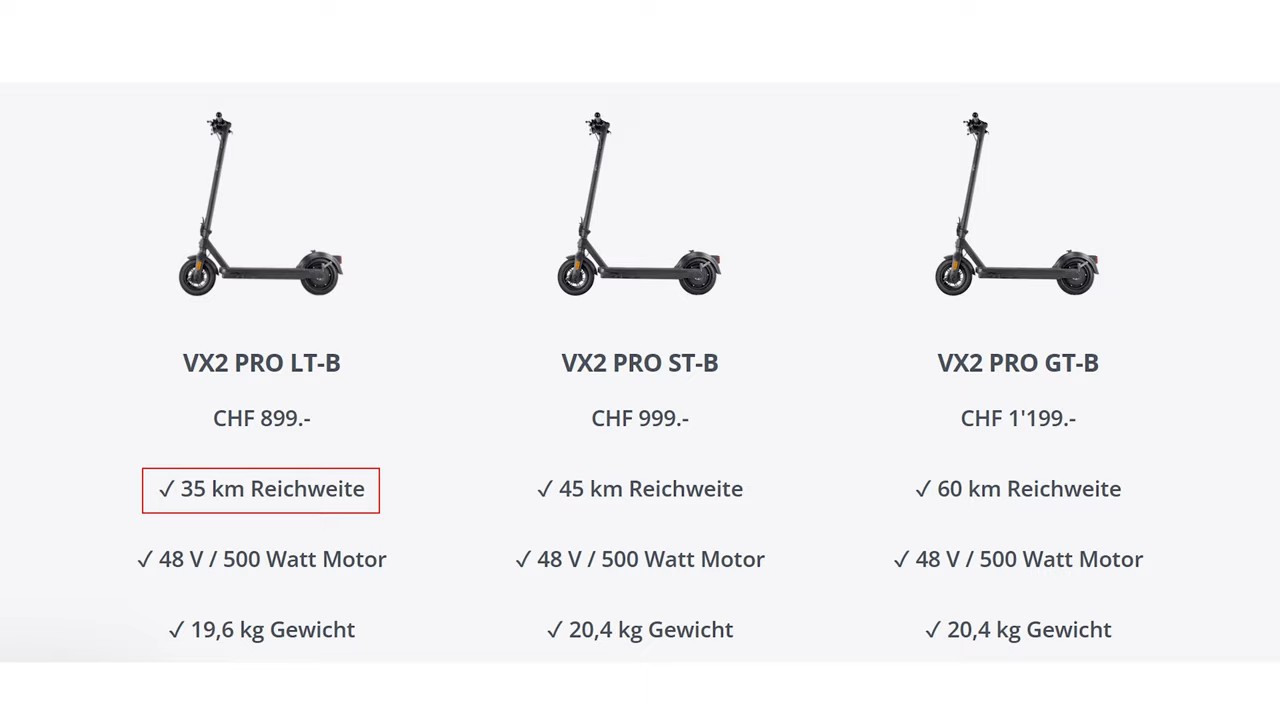 VX2 PRO LT-B
CHF 899.-
✓ 35 km Reichweite
✓ 48 V / 500 Watt Motor
✓ 19,6 kg Gewicht
VX2 PRO ST-B
CHF 999.-
✓ 45 km Reichweite
✓ 48 V / 500 Watt Motor
✓ 20,4 kg Gewicht
VX2 PRO GT-B
CHF 1'199.-
✓ 60 km Reichweite
✓ 48 V / 500 Watt Motor
✓ 20,4 kg Gewicht